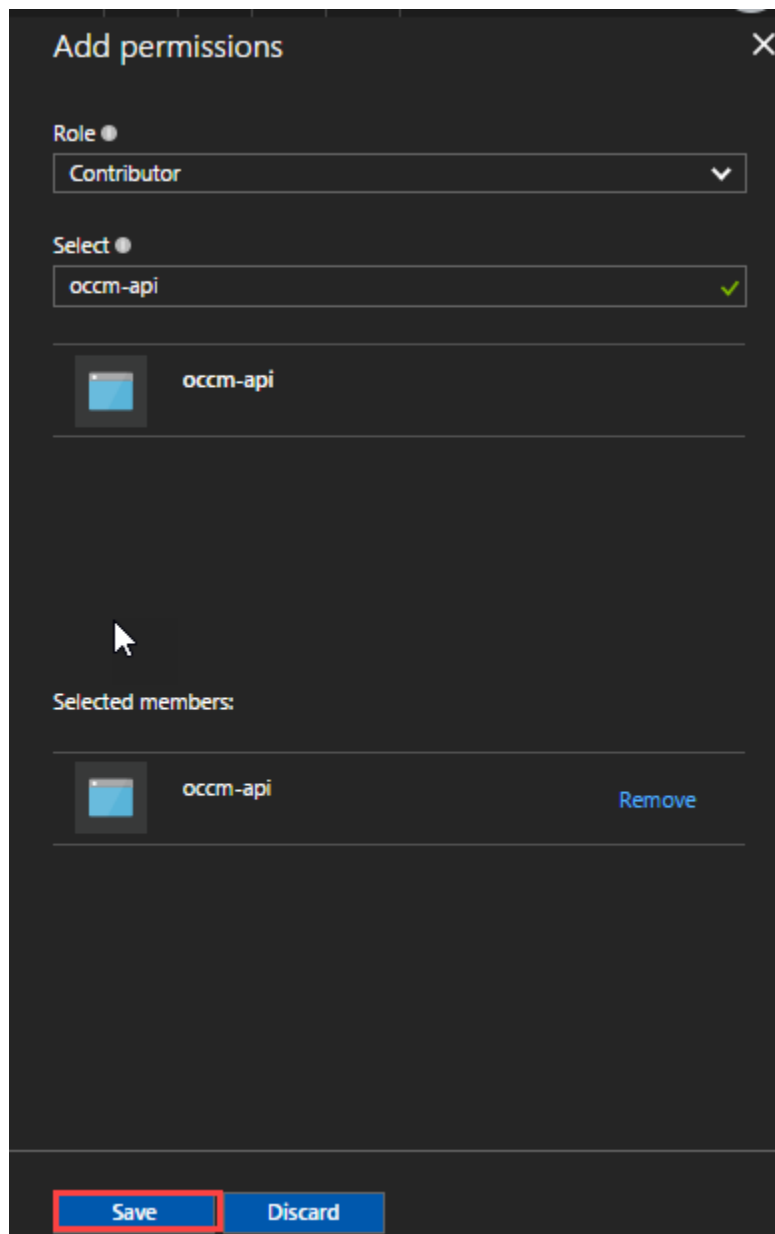 Add permissions
Role
Contributor
Select
occm-api
occm-api
Selected members:
occm-api
Remove
Save
Discard